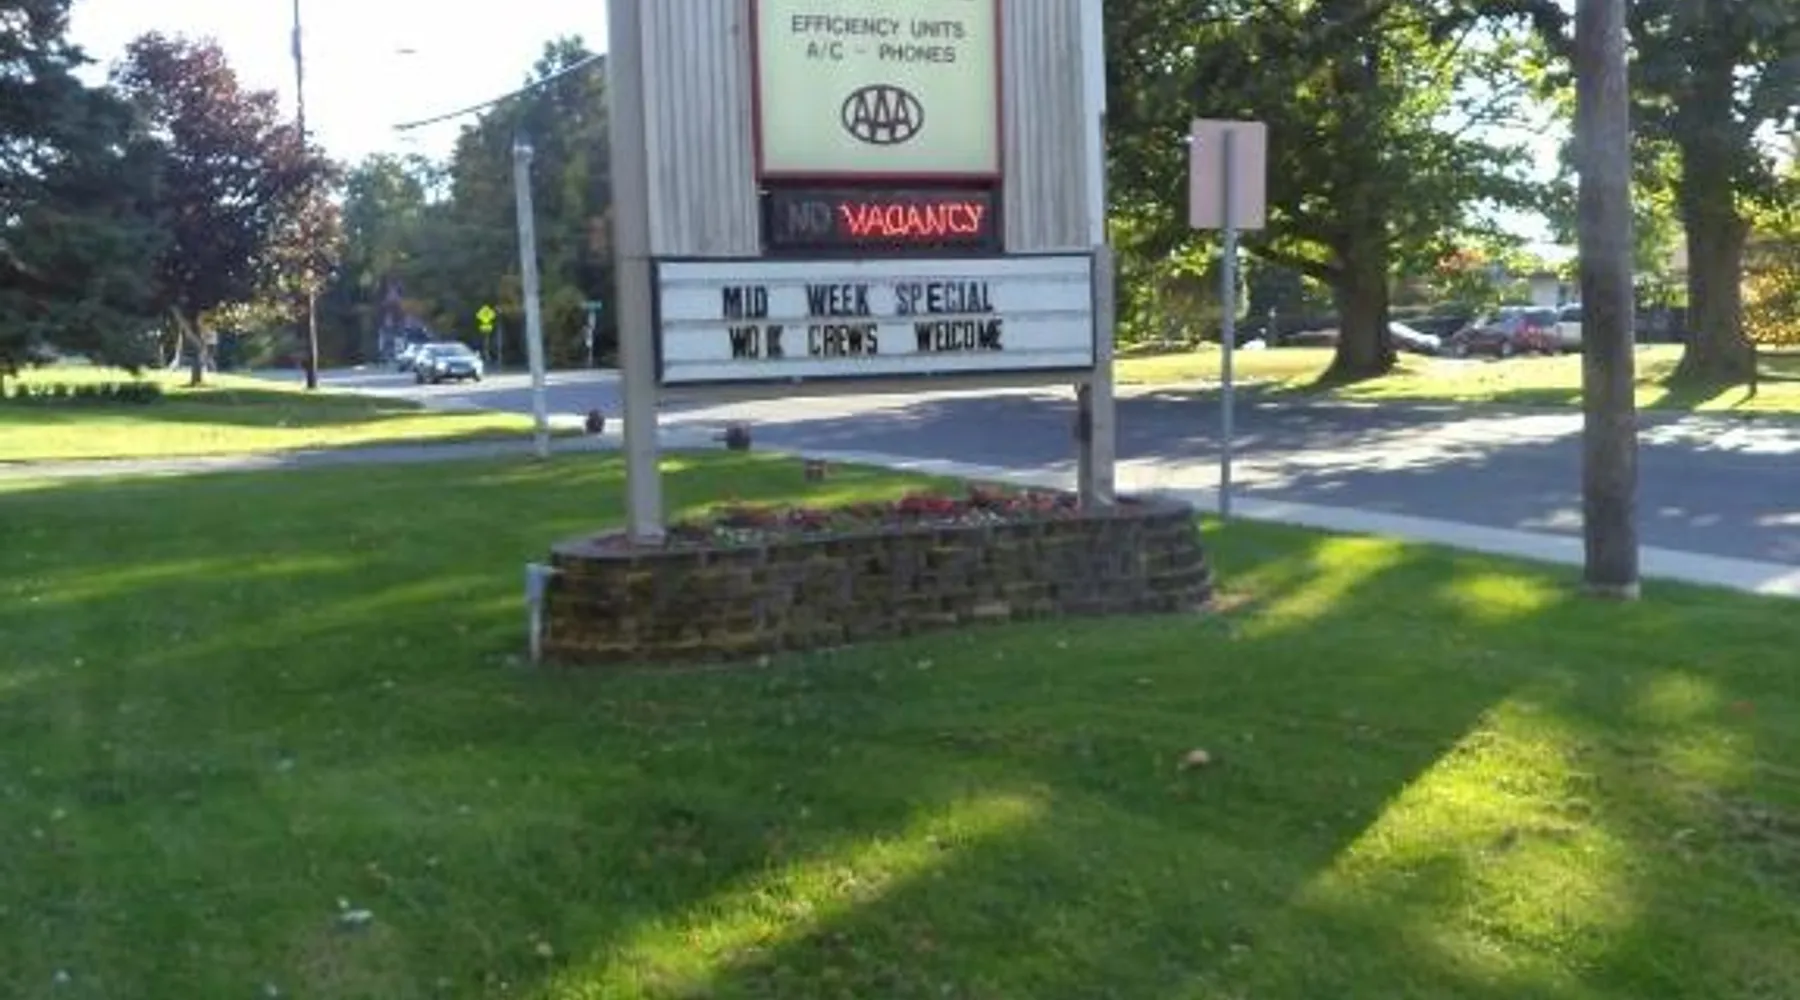 EFFICIENCY UNITS
A/C - PHONES
AAA
NO VACANCY
MID WEEK SPECIAL
WO K CREWS WELCOME